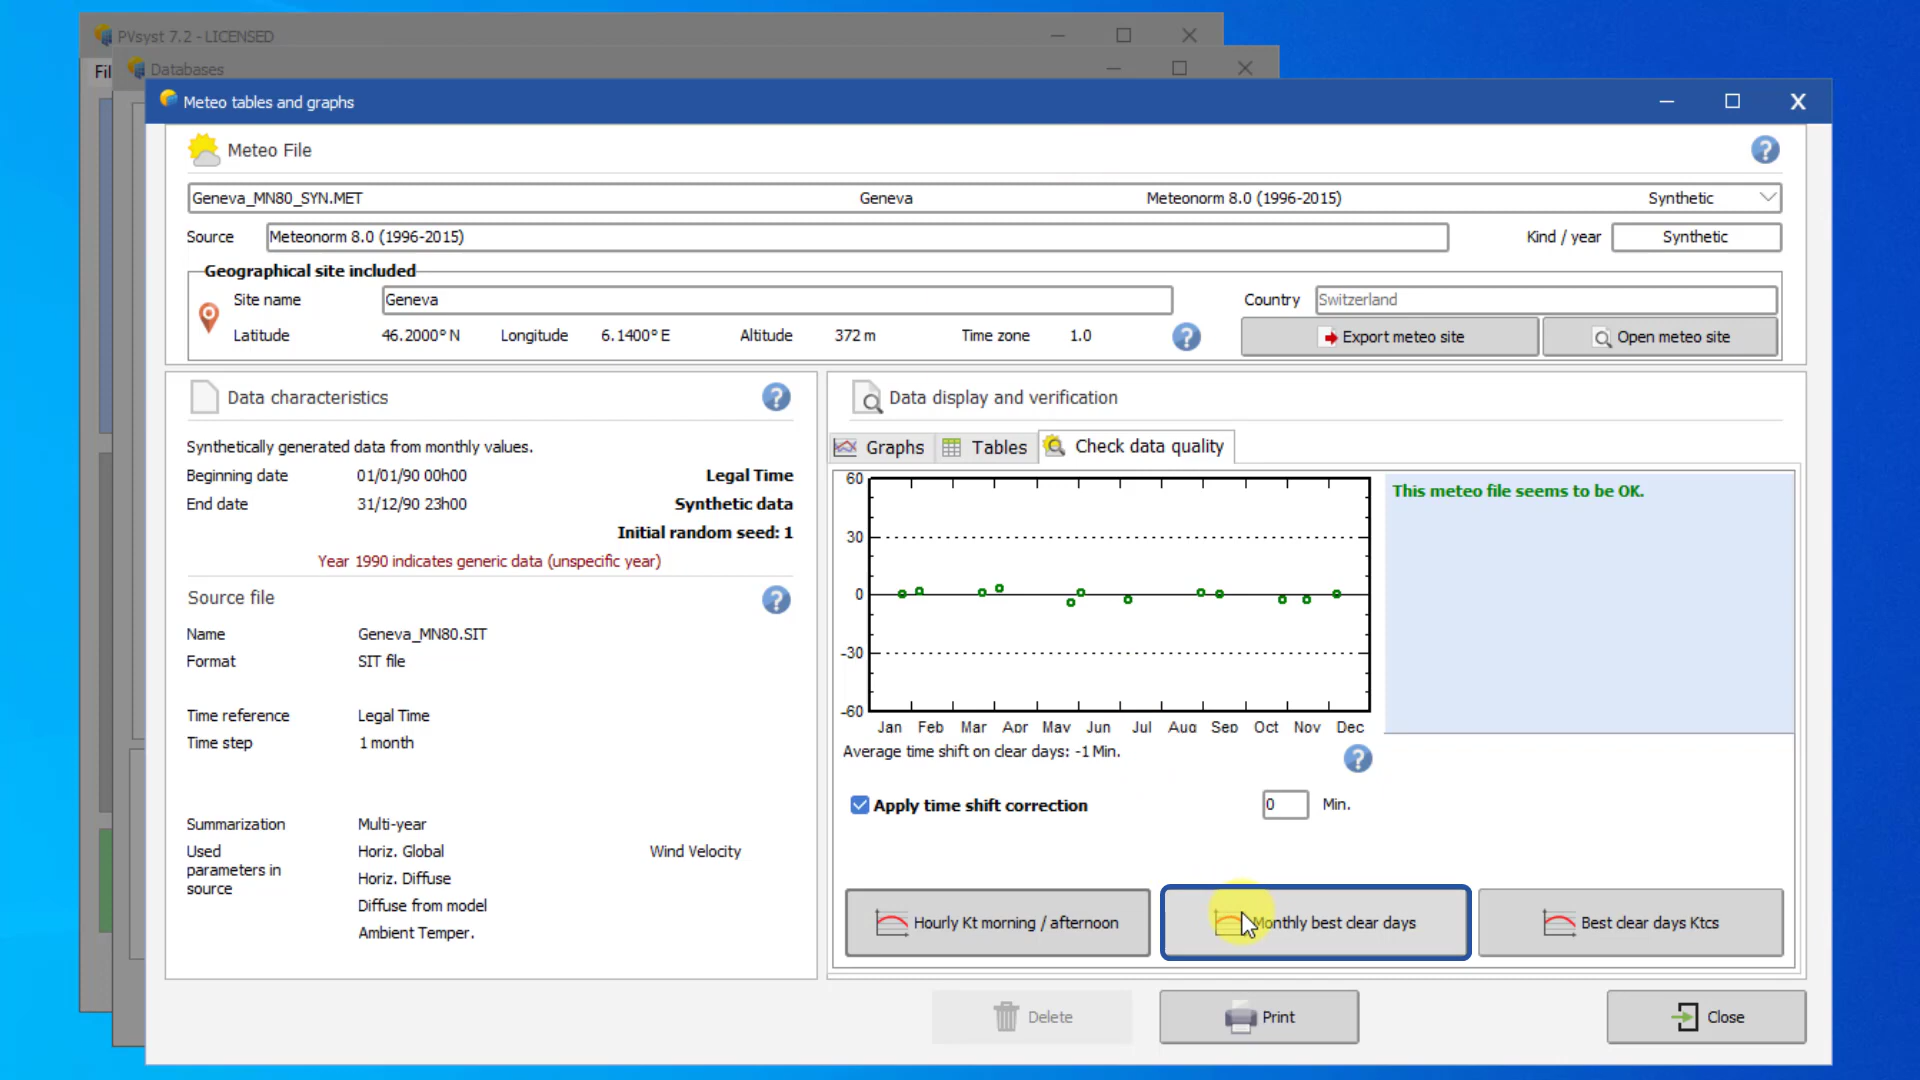 PVsyst 7.2 - LICENSED
Fil
Databases
Meteo tables and graphs
Meteo File
Geneva_MN80_SYN.MET Geneva Meteonorm 8.0 (1996-2015) Synthetic
Source Meteonorm 8.0 (1996-2015) Kind / year Synthetic
Geographical site included
Site name Geneva Country Switzerland
Latitude 46.2000° N Longitude 6.1400° E Altitude 372 m Time zone 1.0
Export meteo site Open meteo site
Data characteristics
Synthetically generated data from monthly values.
Beginning date 01/01/90 00h00 Legal Time
End date 31/12/90 23h00 Synthetic data
Initial random seed: 1
Year 1990 indicates generic data (unspecific year)
Source file
Name Geneva_MN80.SIT
Format SIT file
Time reference Legal Time
Time step 1 month
Summarization Multi-year
Used parameters in source
Horiz. Global Wind Velocity
Horiz. Diffuse
Diffuse from model
Ambient Temper.
Data display and verification
Graphs Tables Check data quality
60
30
0
-30
-60
Jan Feb Mar Apr May Jun Jul Aug Sep Oct Nov Dec
This meteo file seems to be OK.
Average time shift on clear days: -1 Min.
Apply time shift correction 0 Min.
Hourly Kt morning / afternoon Monthly best clear days Best clear days Ktcs
Delete Print Close